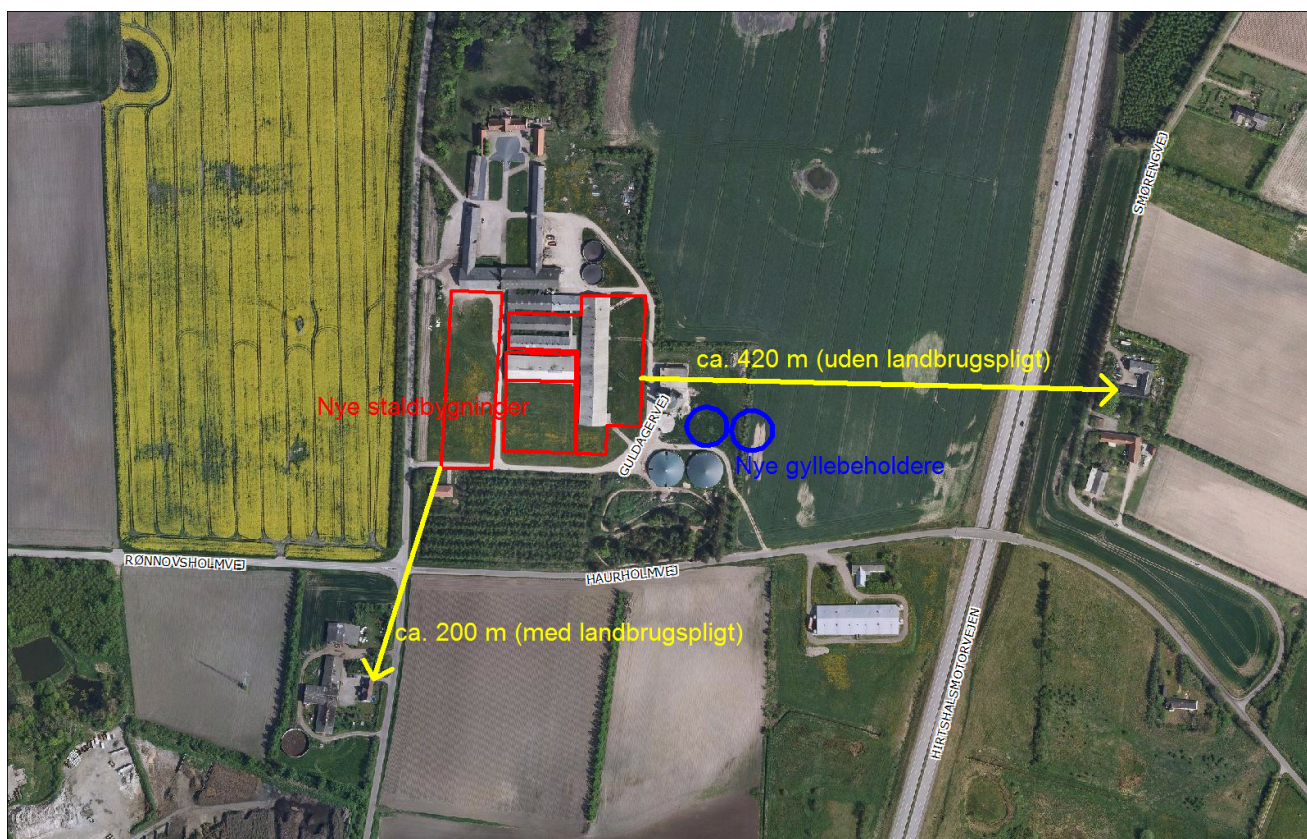 SMØRENGVEJ
ca. 420 m (uden landbrugspligt)
Nye staldbygninger
GULDAGERVEJ
Nye gyllebeholdere
RØNNOVSHOLMVEJ
HAURHOLMVEJ
ca. 200 m (med landbrugspligt)
HIRTSHALSMOTORVEJEN